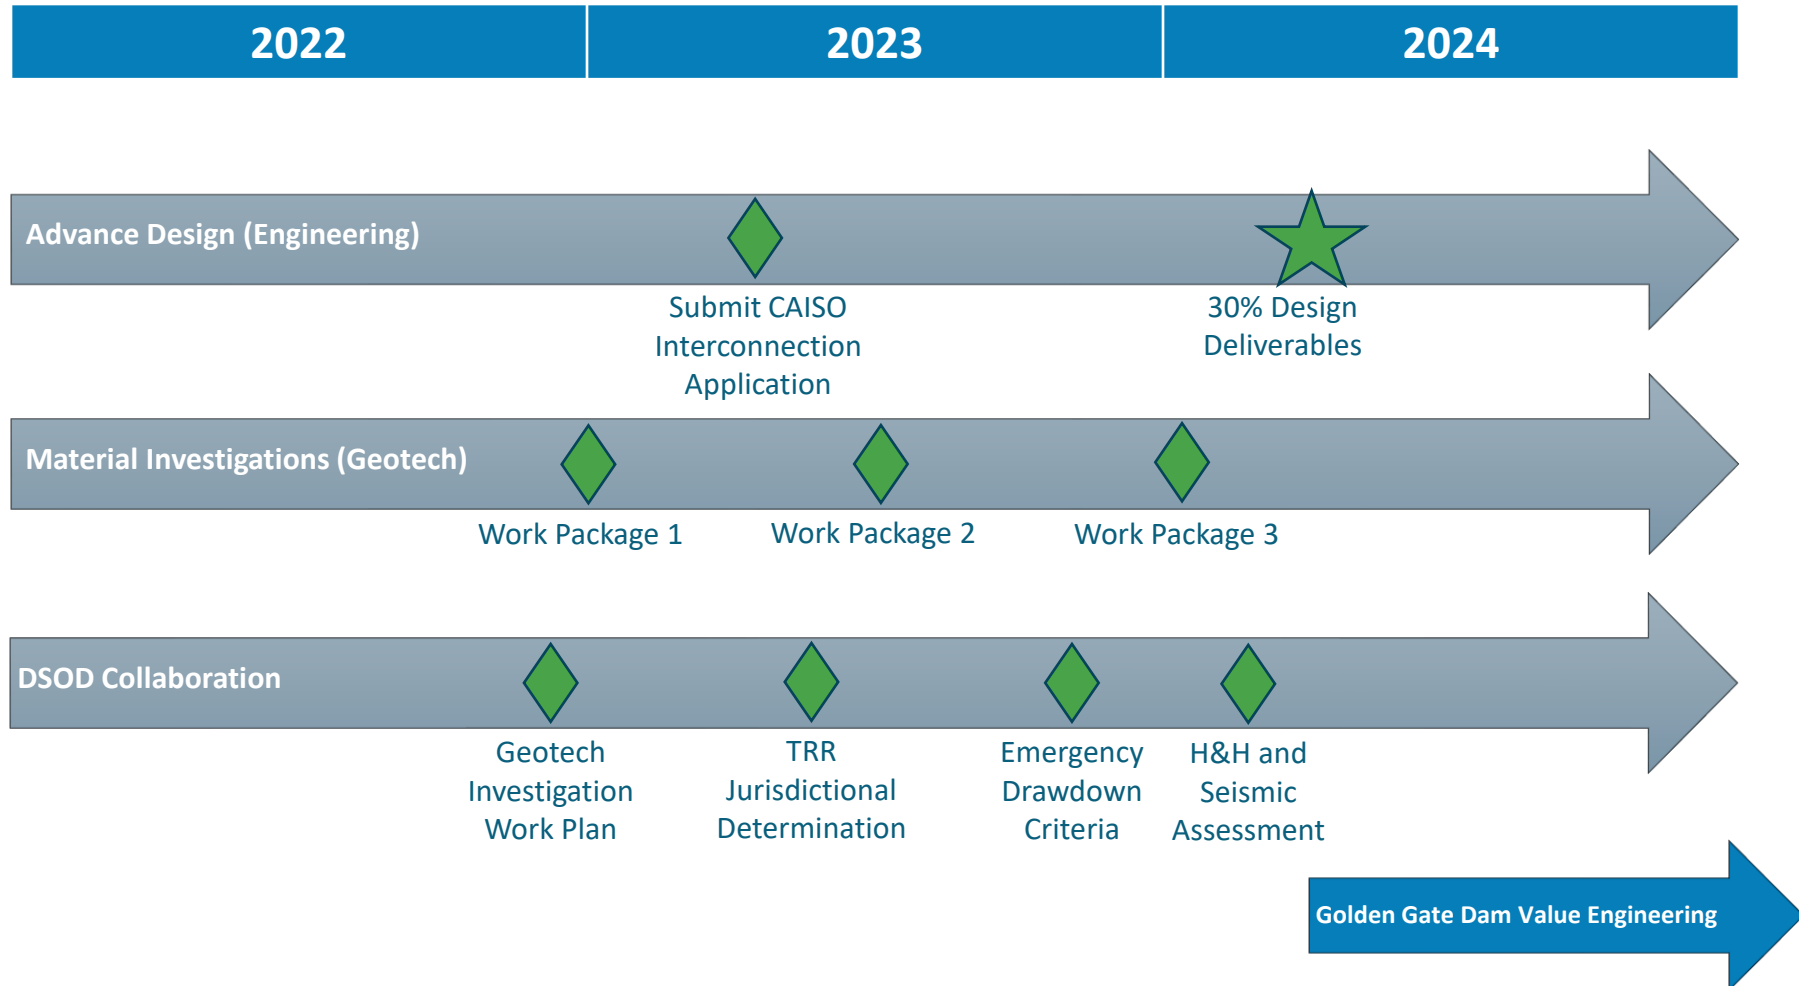 2022
2023
2024
Advance Design (Engineering)
Submit CAISO
Interconnection
Application
30% Design
Deliverables
Material Investigations (Geotech)
Work Package 1
Work Package 2
Work Package 3
DSOD Collaboration
Geotech
Investigation
Work Plan
TRR
Jurisdictional
Determination
Emergency
Drawdown
Criteria
H&H and
Seismic
Assessment
Golden Gate Dam Value Engineering